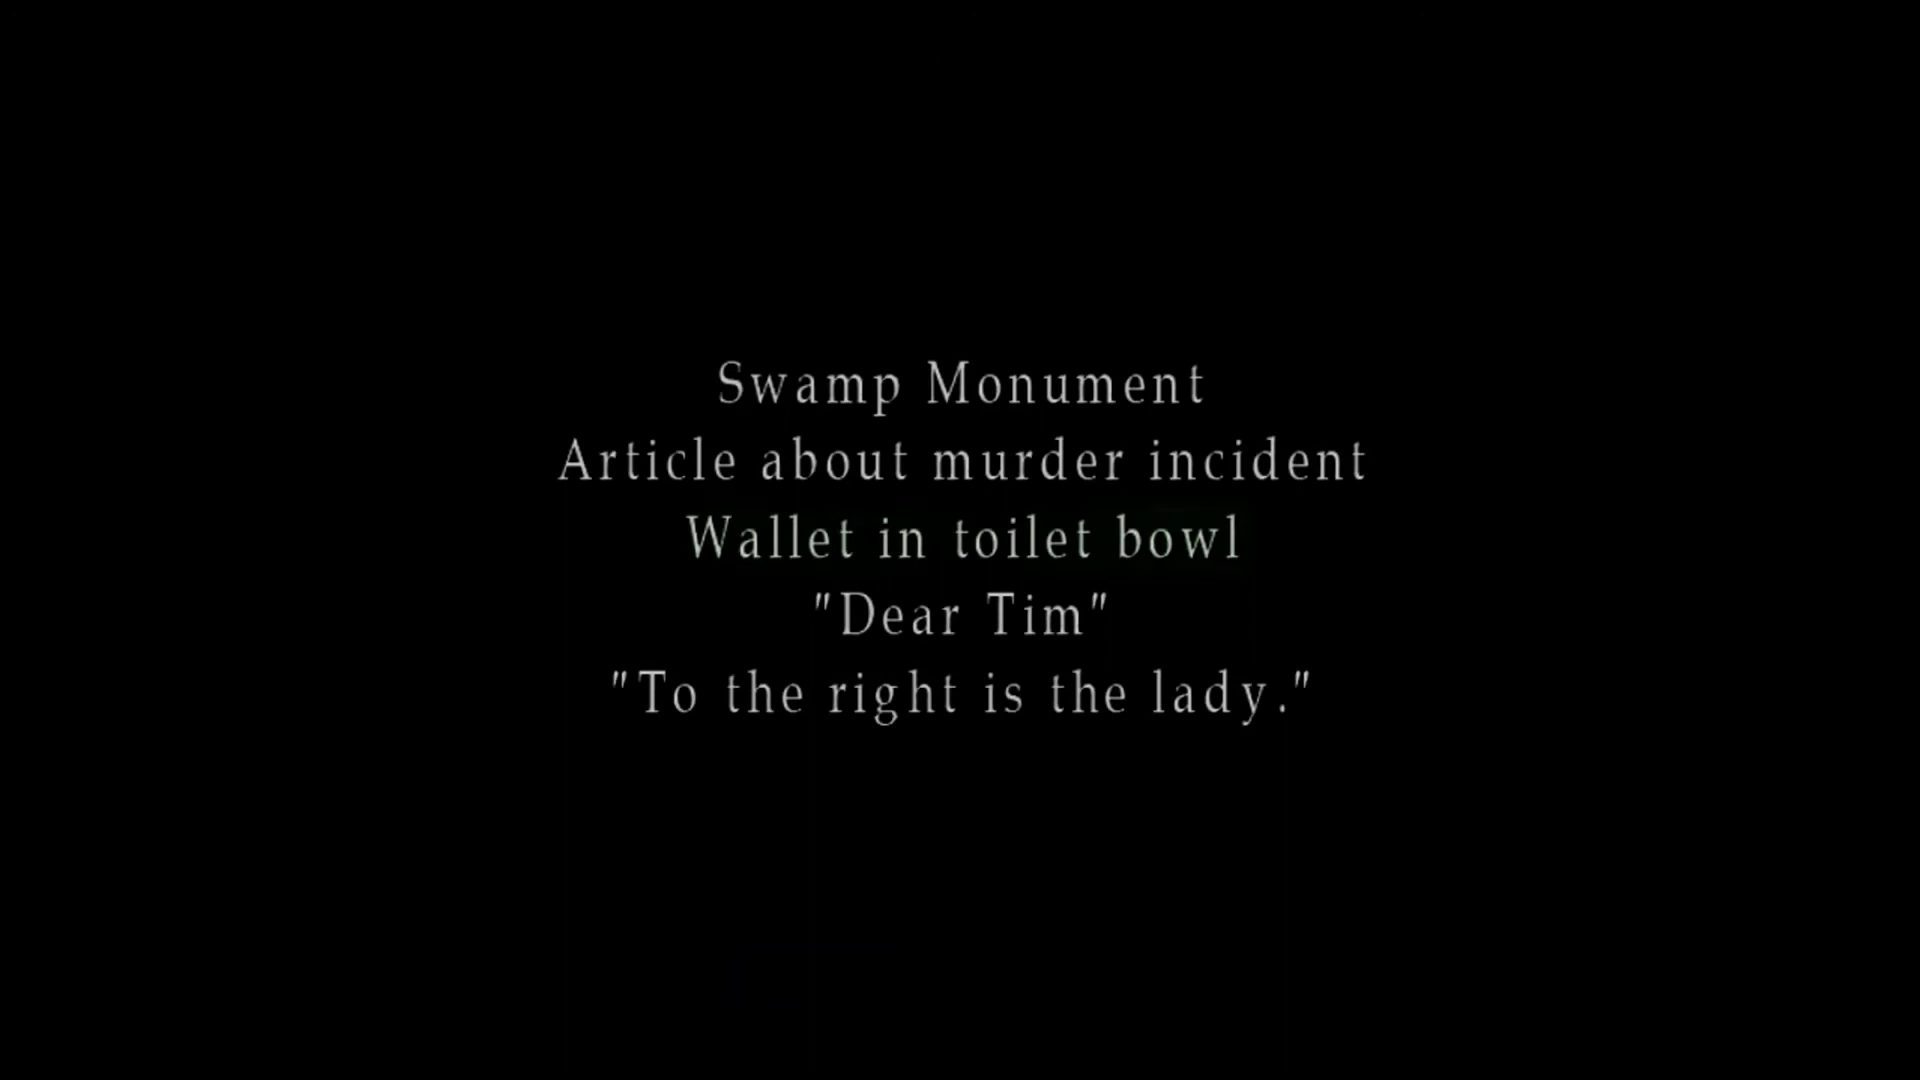 Swamp Monument
Article about murder incident
Wallet in toilet bowl
"Dear Tim"
"To the right is the lady."